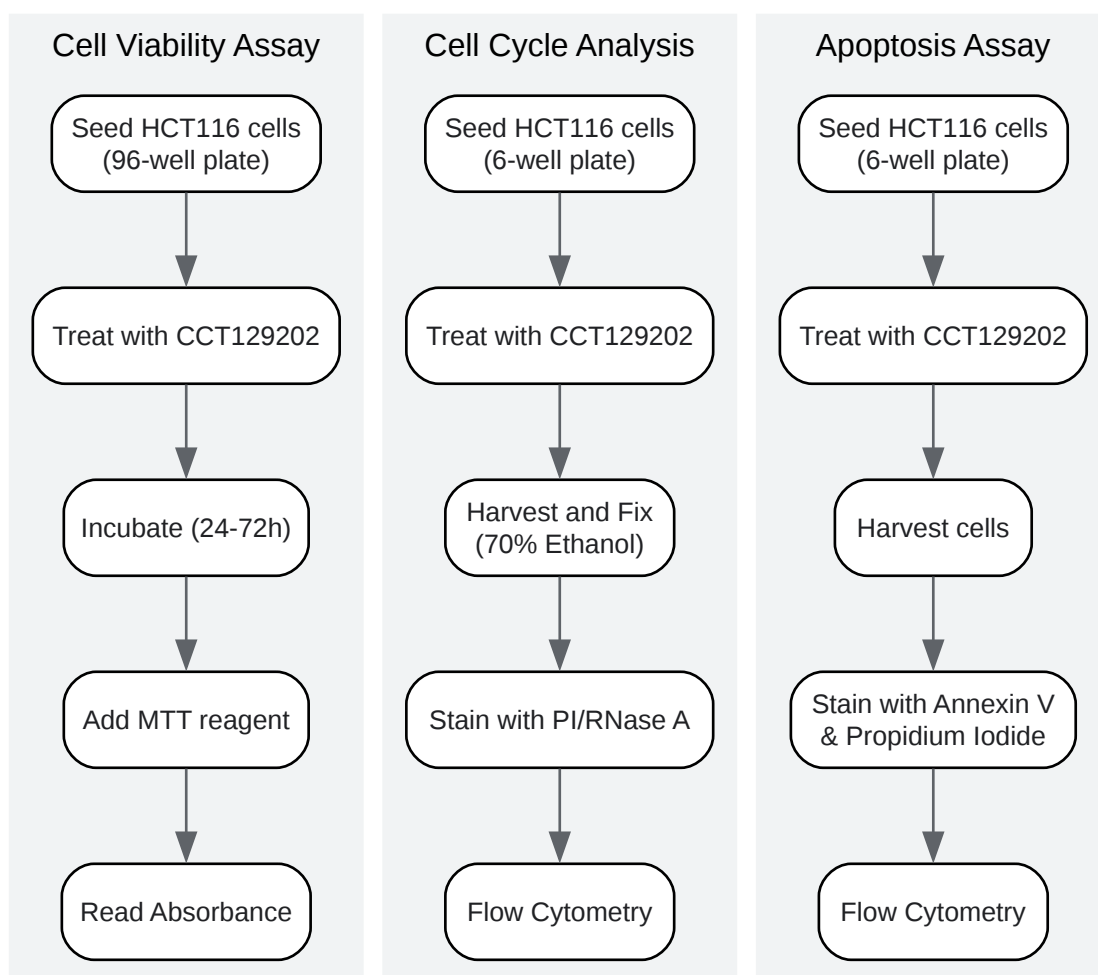 Cell Viability Assay
Seed HCT116 cells
(96-well plate)
Treat with CCT129202
Incubate (24-72h)
Add MTT reagent
Read Absorbance
Cell Cycle Analysis
Seed HCT116 cells
(6-well plate)
Treat with CCT129202
Harvest and Fix
(70% Ethanol)
Stain with PI/RNase A
Flow Cytometry
Apoptosis Assay
Seed HCT116 cells
(6-well plate)
Treat with CCT129202
Harvest cells
Stain with Annexin V
& Propidium Iodide
Flow Cytometry